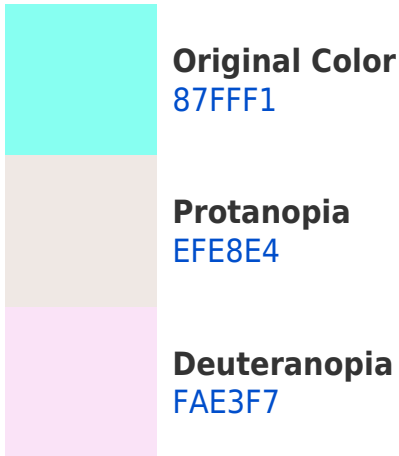 Original Color
87FFF1
Protanopia
EFE8E4
Deuteranopia
FAE3F7